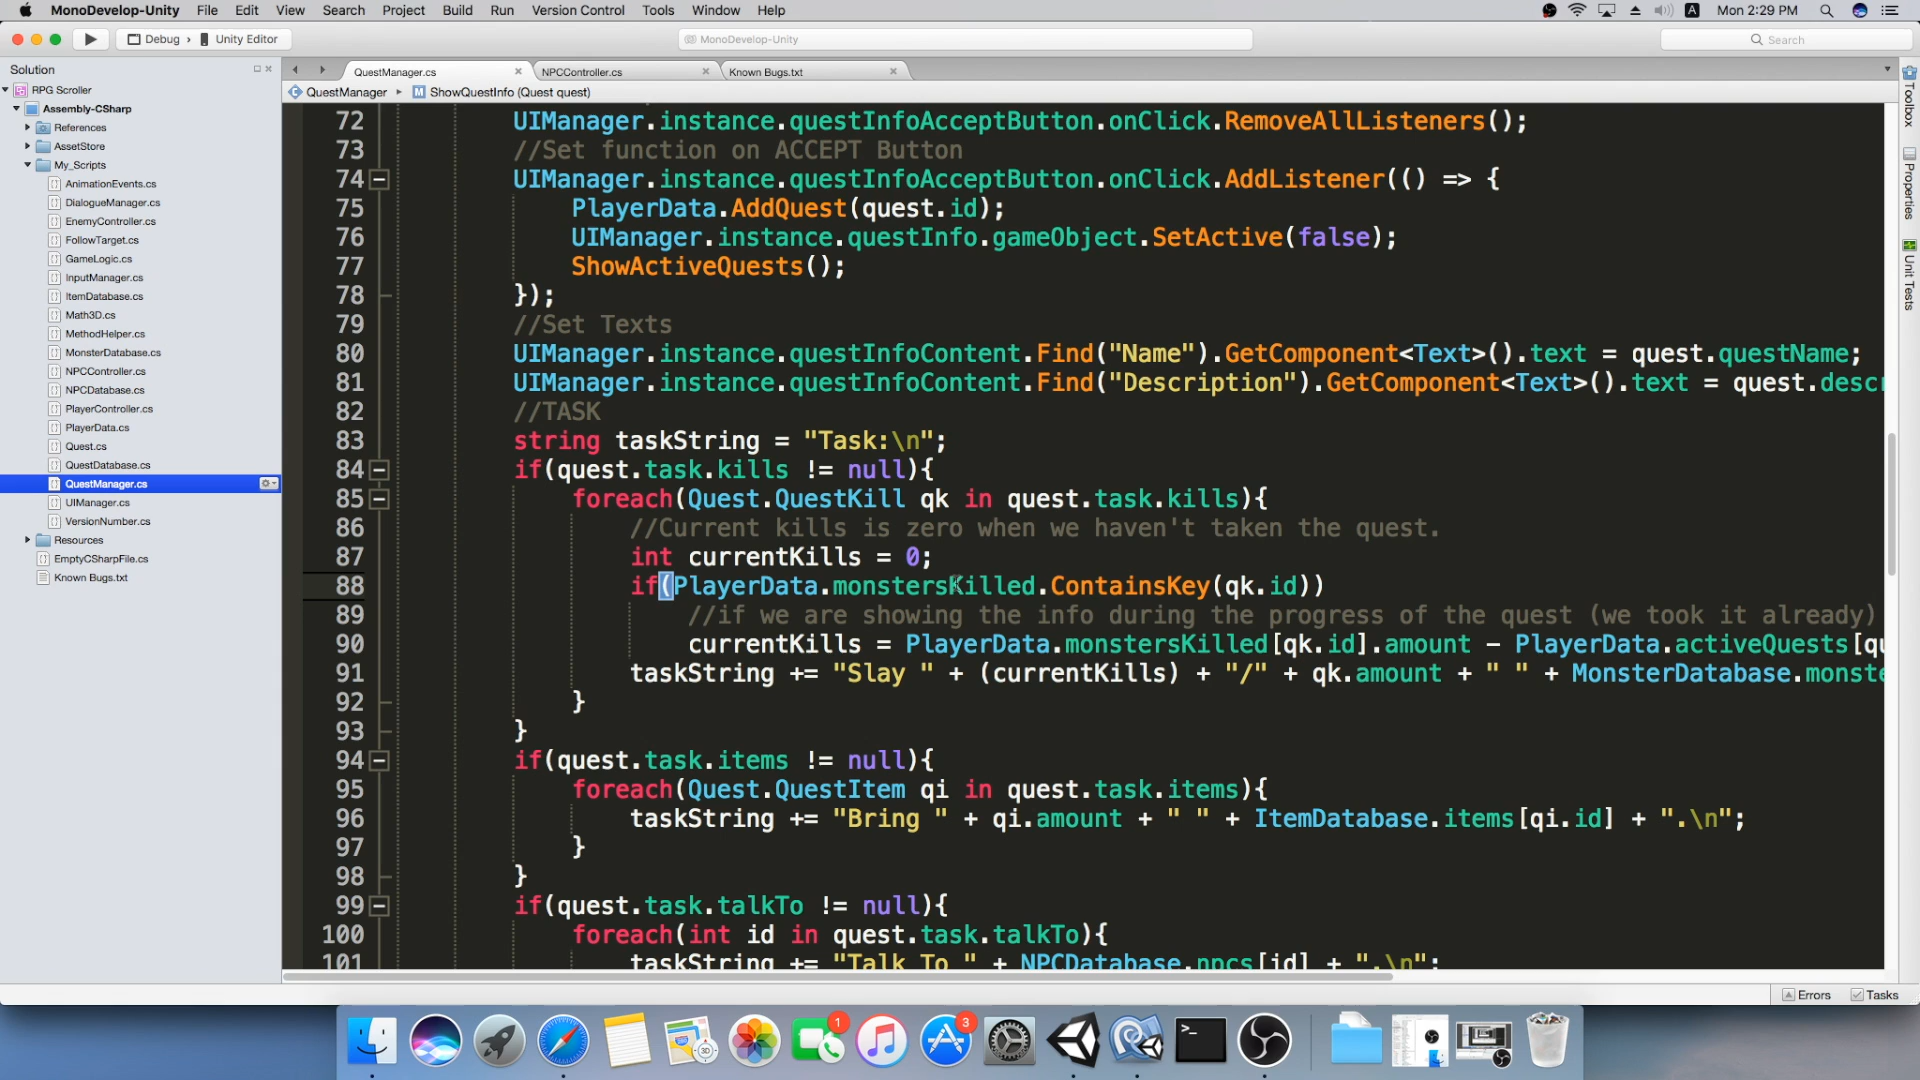 MonoDevelop-Unity File Edit View Search Project Build Run Version Control Tools Window Help A Mon 2:29 PM
Debug › Unity Editor MonoDevelop-Unity Search
Solution QuestManager.cs NPCController.cs Known Bugs.txt
QuestManager ▸ M ShowQuestInfo (Quest quest)
RPG Scroller
Assembly-CSharp
References
AssetStore
My_Scripts
AnimationEvents.cs
DialogueManager.cs
EnemyController.cs
FollowTarget.cs
GameLogic.cs
InputManager.cs
ItemDatabase.cs
Math3D.cs
MethodHelper.cs
MonsterDatabase.cs
NPCController.cs
NPCDatabase.cs
PlayerController.cs
PlayerData.cs
Quest.cs
QuestDatabase.cs
QuestManager.cs
UIManager.cs
VersionNumber.cs
Resources
EmptyCSharpFile.cs
Known Bugs.txt
72 UIManager.instance.questInfoAcceptButton.onClick.RemoveAllListeners();
73 //Set function on ACCEPT Button
74 UIManager.instance.questInfoAcceptButton.onClick.AddListener(() => {
75 PlayerData.AddQuest(quest.id);
76 UIManager.instance.questInfo.gameObject.SetActive(false);
77 ShowActiveQuests();
78 });
79 //Set Texts
80 UIManager.instance.questInfoContent.Find("Name").GetComponent<Text>().text = quest.questName;
81 UIManager.instance.questInfoContent.Find("Description").GetComponent<Text>().text = quest.descr
82 //TASK
83 string taskString = "Task:\n";
84 if(quest.task.kills != null){
85 foreach(Quest.QuestKill qk in quest.task.kills){
86 //Current kills is zero when we haven't taken the quest.
87 int currentKills = 0;
88 if(PlayerData.monstersKilled.ContainsKey(qk.id))
89 //if we are showing the info during the progress of the quest (we took it already)
90 currentKills = PlayerData.monstersKilled[qk.id].amount - PlayerData.activeQuests[qu
91 taskString += "Slay " + (currentKills) + "/" + qk.amount + " " + MonsterDatabase.monste
92 }
93 }
94 if(quest.task.items != null){
95 foreach(Quest.QuestItem qi in quest.task.items){
96 taskString += "Bring " + qi.amount + " " + ItemDatabase.items[qi.id] + ".\n";
97 }
98 }
99 if(quest.task.talkTo != null){
100 foreach(int id in quest.task.talkTo){
101 taskString += "Talk To " + NPCDatabase.npcs[id] + ".\n";
Toolbox
Properties
Unit Tests
Errors Tasks
1
3